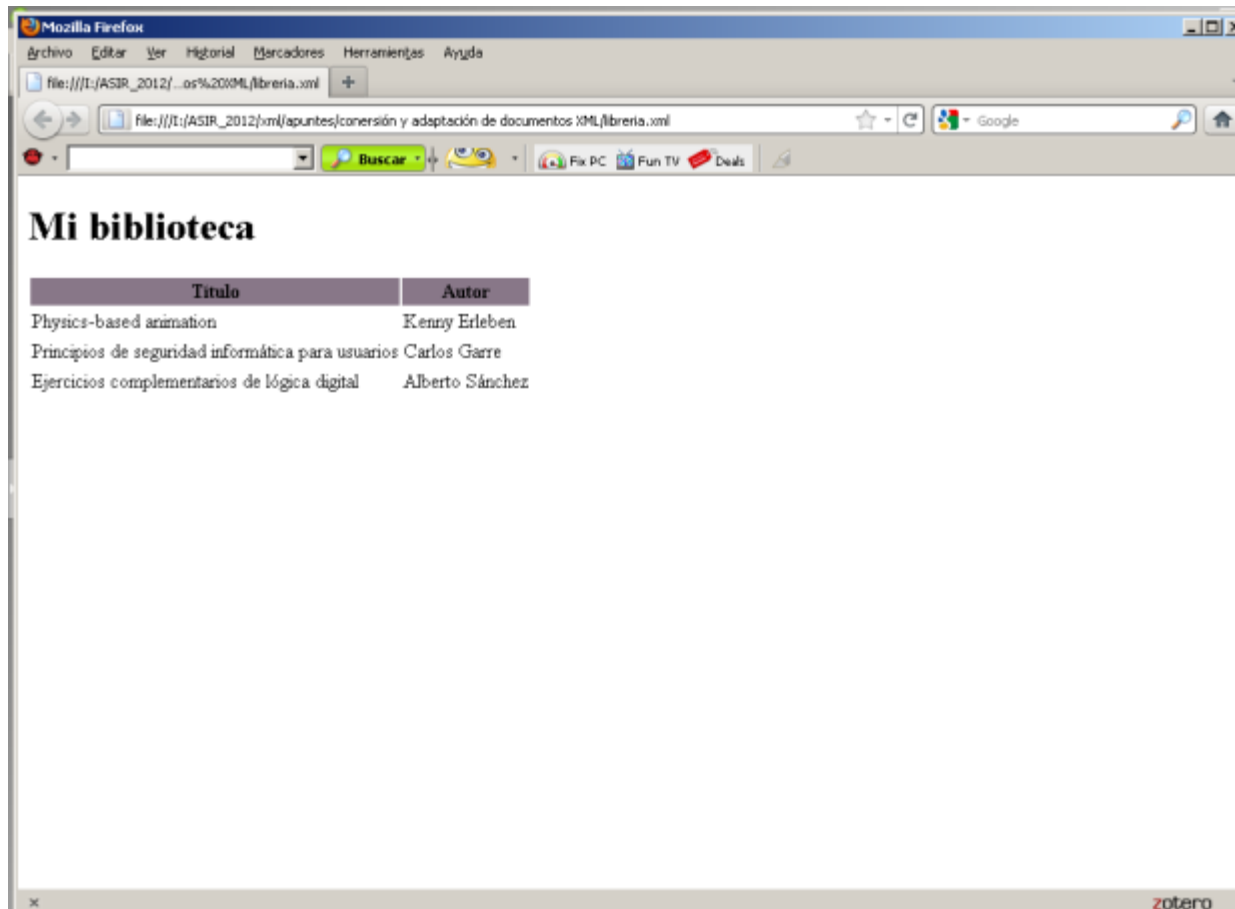 Mozilla Firefox
Archivo Editar Ver Historial Marcadores Herramientas Ayuda
file:///I:/ASIR_2012/...os%20XML/libreria.xml +
file:///I:/ASIR_2012/xml/apuntes/conersión y adaptación de documentos XML/libreria.xml Google
Buscar Fix PC Fun TV Deals
Mi biblioteca
Título Autor
Physics-based animation Kenny Erleben
Principios de seguridad informática para usuarios Carlos Garre
Ejercicios complementarios de lógica digital Alberto Sánchez
zotero